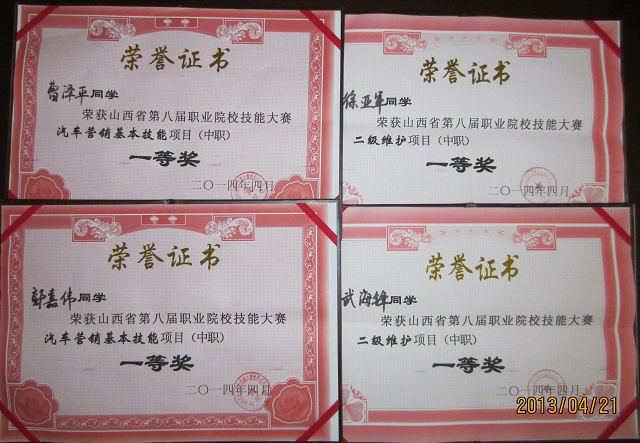 荣誉证书
曹泽平同学
荣获山西省第八届职业院校技能大赛
汽车营销基本技能项目（中职）
一等奖
二〇一四年四月
荣誉证书
徐亚军同学
荣获山西省第八届职业院校技能大赛
二级维护项目（中职）
一等奖
二〇一四年四月
荣誉证书
郭嘉伟同学
荣获山西省第八届职业院校技能大赛
汽车营销基本技能项目（中职）
一等奖
二〇一四年四月
荣誉证书
武海锋同学
荣获山西省第八届职业院校技能大赛
二级维护项目（中职）
一等奖
二〇一四年四月
2013/04/21